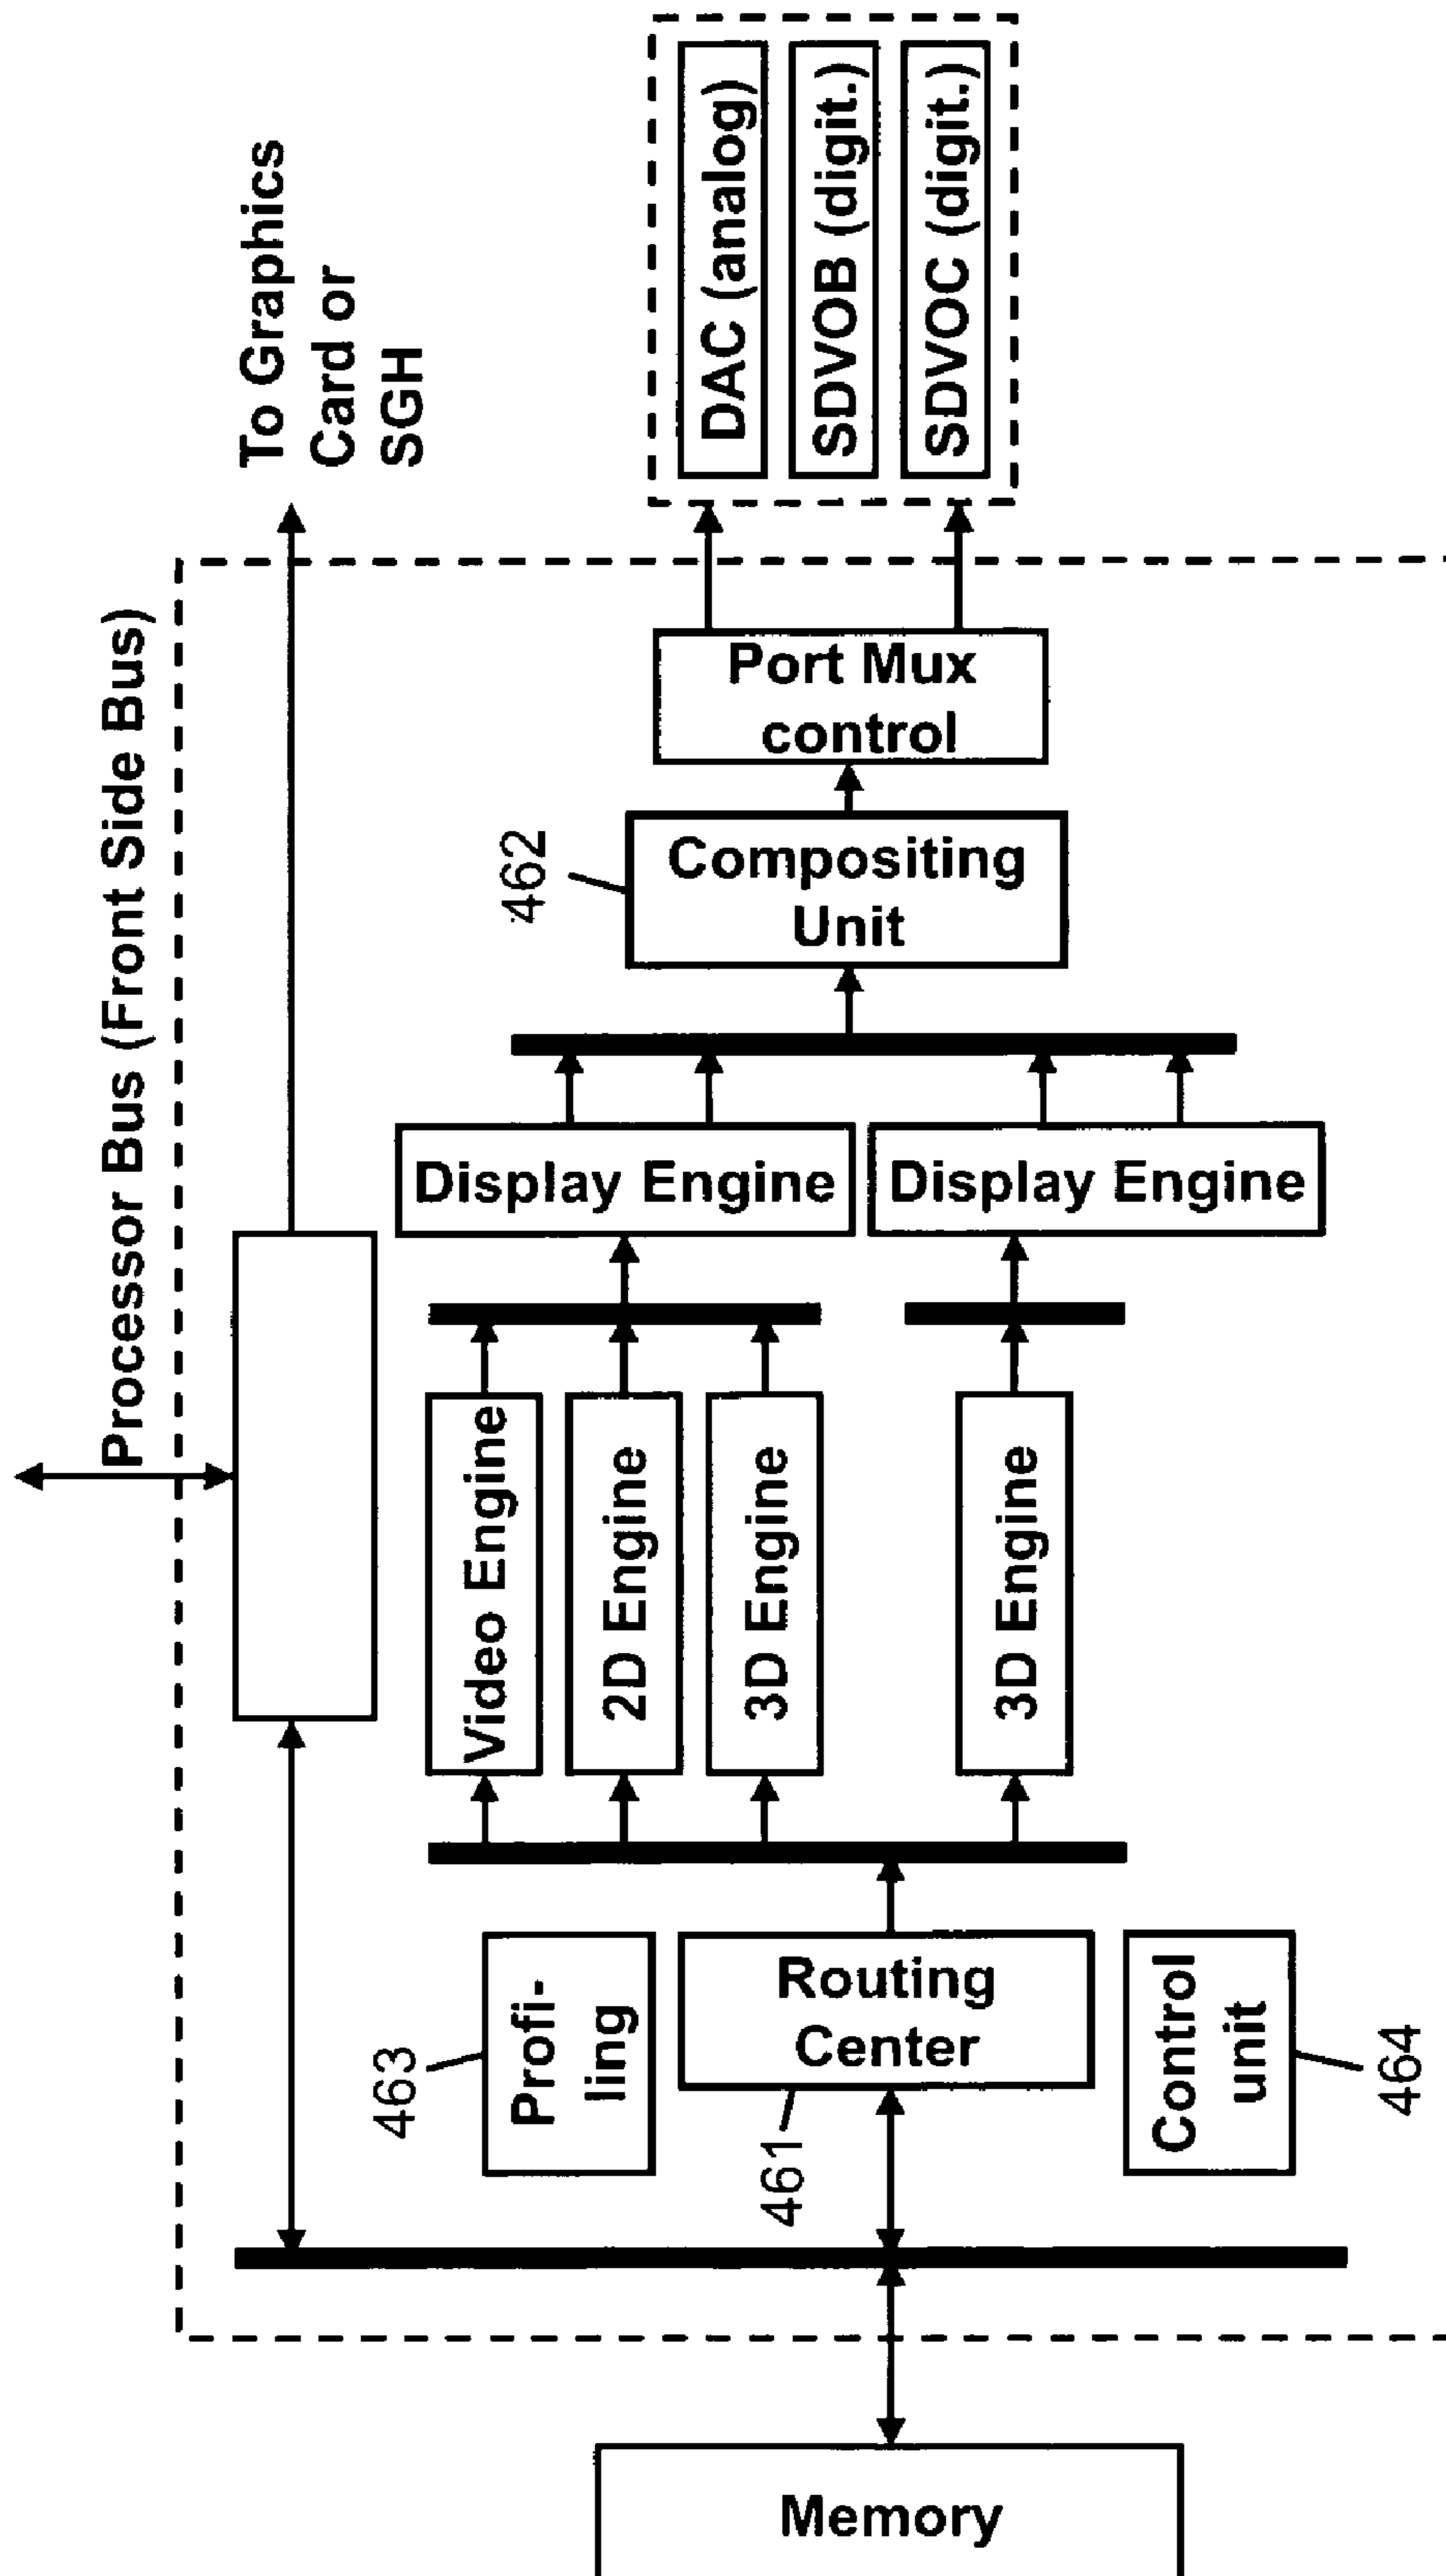 Processor Bus (Front Side Bus)
To Graphics
Card or
SGH
DAC (analog)
SDVOB (digit.)
SDVOC (digit.)
Port Mux
control
462
Compositing
Unit
Display Engine
Display Engine
Video Engine
2D Engine
3D Engine
3D Engine
463
Profi-
ling
Routing
Center
461
Control
unit
464
Memory